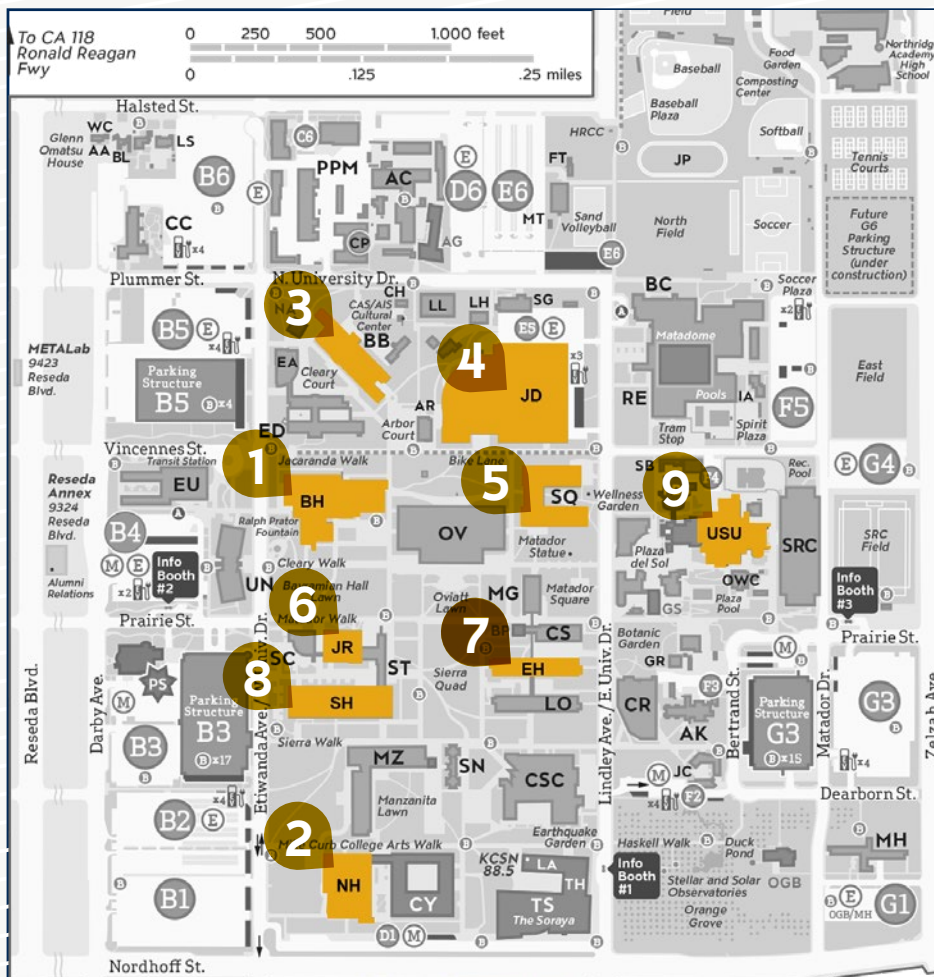 To CA 118
Ronald Reagan
Fwy
0 250 500 1.000 feet
0 .125 .25 miles
Field
Baseball
Baseball
Plaza
Food
Garden
Composting
Center
Northridge
Academy
High
School
Halsted St.
Glenn
Omatsu
House
WC
AA
BL
LS
B
B6
E
B
CC
x4
C6
PPM
AC
B
CP
AG
E
D6
E6
MT
FT
HRCC
B
Sand
Volleyball
E6
JP
Softball
B
North
Field
Soccer
Tennis
Courts
Future
G6
Parking
Structure
(under
construction)
Plummer St.
N. University Dr.
B5
E
x4
METALab
9423
Reseda
Blvd.
Parking
Structure
B5
B x4
3
NA
CH
CAS/AIS
Cultural
Center
BB
LL
LH
SG
E5
E
EA
Cleary
Court
4
JD
x3
AR
Arbor
Court
BC
A
Matadome
Soccer
Plaza
x2
RE
Pools
IA
Tram
Stop
Spirit
Plaza
F5
East
Field
Vincennes St.
Transit Station
ED
1
Jacaranda Walk
Bike Lane
Reseda
Annex
9324
Reseda
Blvd.
EU
A
BH
Ralph Prator
Fountain
B
OV
5
SQ
Wellness
Garden
Matador
Statue
SB
F4
9
USU
Rec.
Pool
SRC
E
G4
B
SRC
Field
B4
M
E
x2
Info
Booth
#2
Alumni
Relations
UN
Cleary Walk
Bayramian Hall
Lawn
6
Matador Walk
Oviatt
Lawn
MG
Matador
Square
Plaza
del Sol
OWC
Plaza
Pool
GS
Info
Booth
#3
Prairie St.
Prairie St.
PS
M
Parking
Structure
B3
B x17
B3
B
SC
8
JR
ST
SH
7
BP
CS
EH
Sierra
Quad
LO
Botanic
Garden
GR
CR
F3
AK
M
Parking
Structure
G3
B x15
G3
B
x4
Reseda Blvd.
Darby Ave.
Etiwanda Ave. / W. Univ. Dr.
Lindley Ave. / E. Univ. Dr.
Bertrand St.
Matador Dr.
Zelzah Ave.
Sierra Walk
MZ
SN
CSC
JC
M
x4
F2
Dearborn St.
x4
B2
E
Manzanita
Lawn
Earthquake
Garden
2
Mike Curb College Arts Walk
Haskell Walk
Duck
Pond
B
MH
B1
NH
CY
KCSN
88.5
LA
TH
TS
The Soraya
Info
Booth
#1
Stellar and Solar
Observatories
OGB
Orange
Grove
E
OGB/MH
G1
D1
M
Nordhoff St.